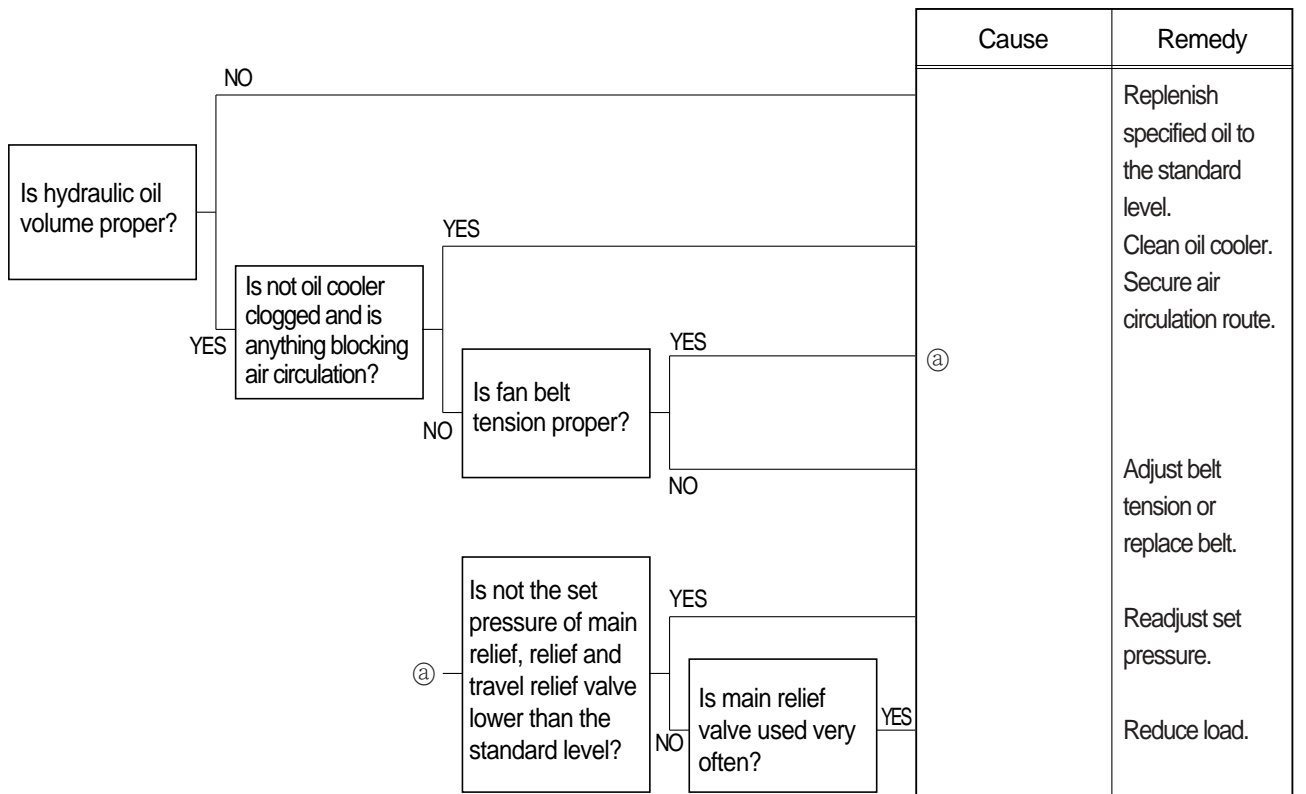 Cause
Remedy
NO
Replenish
specified oil to
the standard
level.
Is hydraulic oil
volume proper?
YES
Clean oil cooler.
Secure air
circulation route.
YES
Is not oil cooler
clogged and is
anything blocking
air circulation?
YES
ⓐ
NO
Is fan belt
tension proper?
NO
Adjust belt
tension or
replace belt.
ⓐ
Is not the set
pressure of main
relief, relief and
travel relief valve
lower than the
standard level?
YES
Readjust set
pressure.
NO
Is main relief
valve used very
often?
YES
Reduce load.